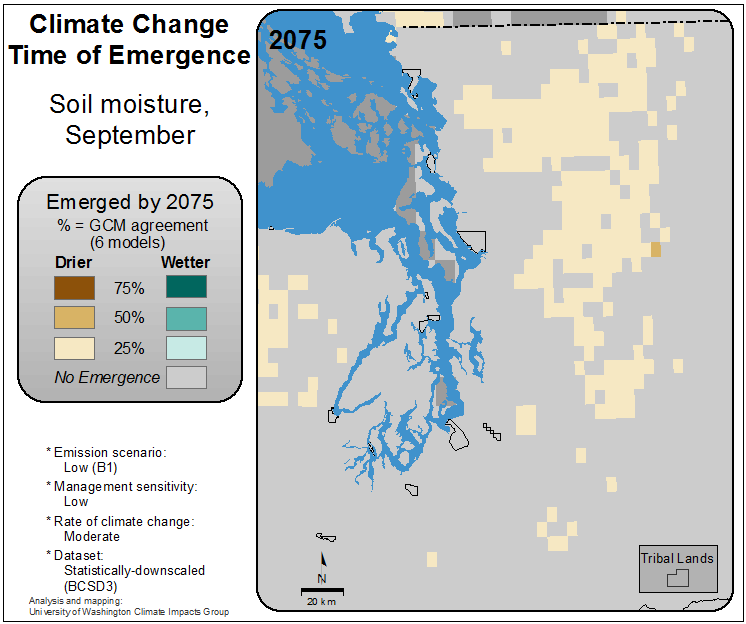 Climate Change
Time of Emergence
Soil moisture,
September
Emerged by 2075
% = GCM agreement
(6 models)
Drier Wetter
75%
50%
25%
No Emergence
* Emission scenario:
Low (B1)
* Management sensitivity:
Low
* Rate of climate change:
Moderate
* Dataset:
Statistically-downscaled
(BCSD3)
Analysis and mapping:
University of Washington Climate Impacts Group
2075
N
20 km
Tribal Lands